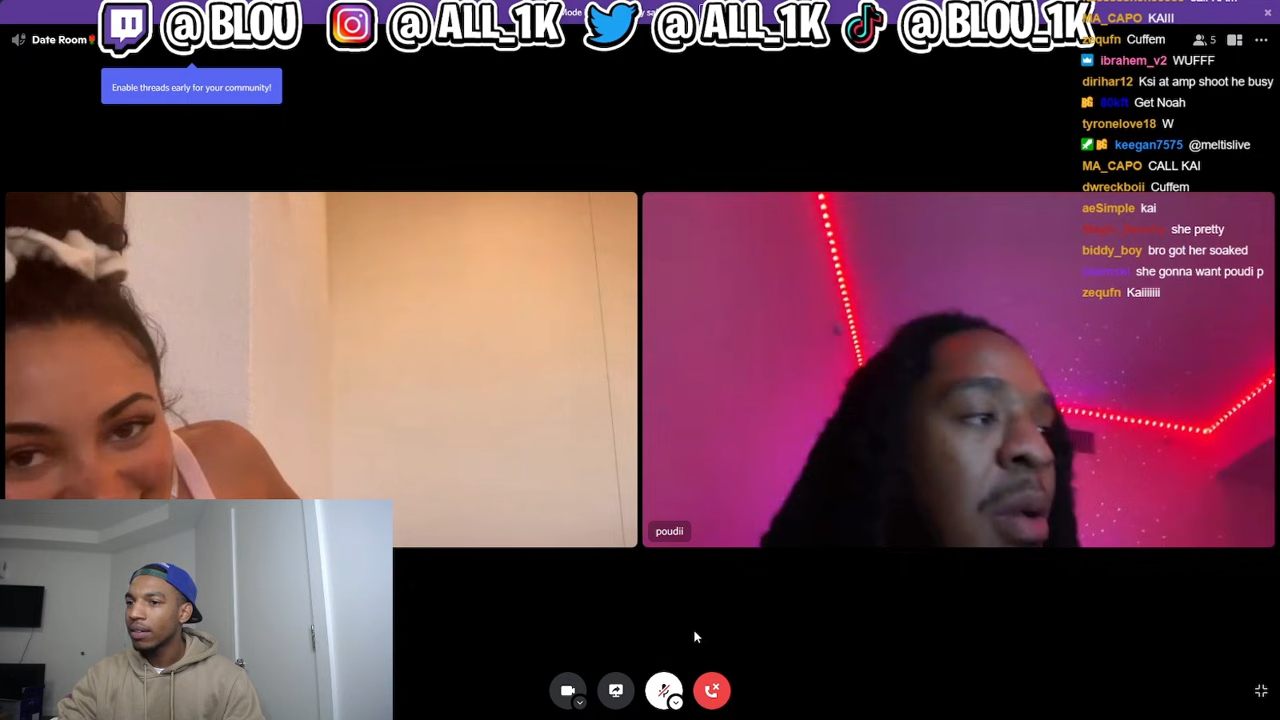 @BLOU
@ALL_1K
@ALL_1K
@BLOU_1K
Date Room
5
Enable threads early for your community!
MA_CAPO KAIII
zequfn Cuffem
ibrahem_v2 WUFFF
dirihar12 Ksi at amp shoot he busy
Get Noah
tyronelove18 W
keegan7575 @meltislive
MA_CAPO CALL KAI
dwreckboii Cuffem
aeSimple kai
she pretty
biddy_boy bro got her soaked
she gonna want poudi p
zequfn Kaiiiiiii
poudii